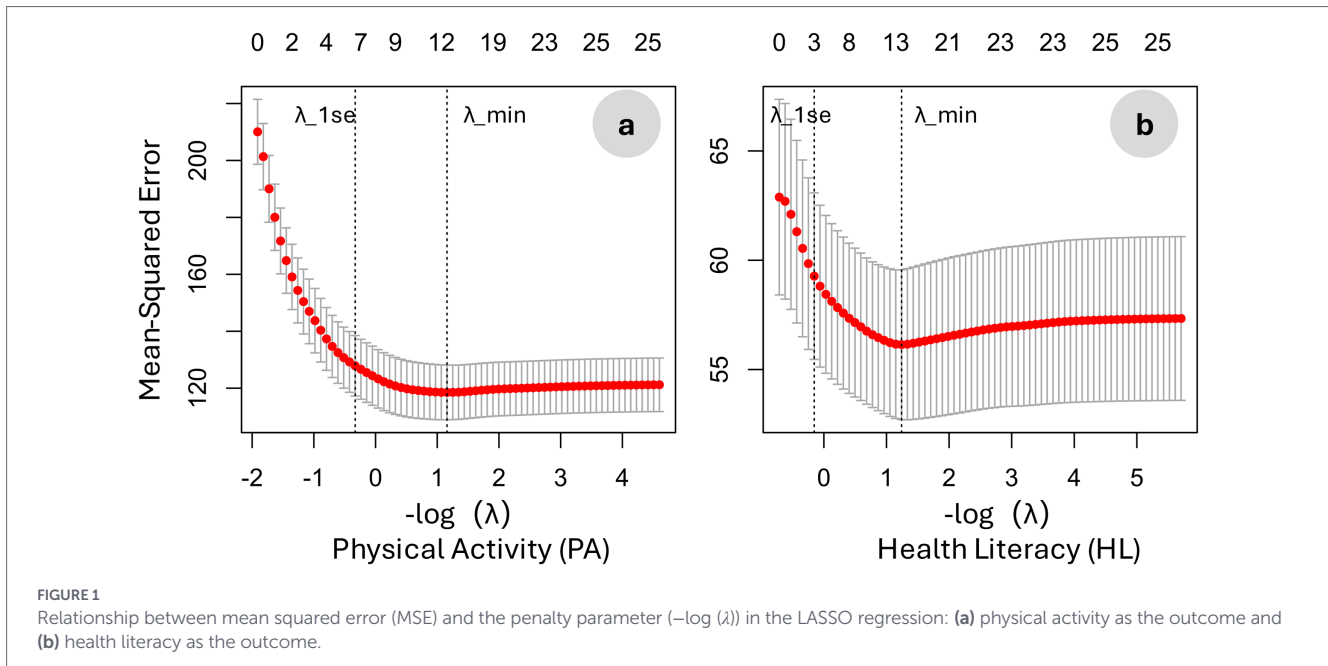 0 2 4 7 9 12 19 23 25 25
λ_1se
λ_min
a
Mean-Squared Error
200
160
120
-2 -1 0 1 2 3 4
-log (λ)
Physical Activity (PA)
0 3 8 13 21 23 23 25 25
λ_1se
λ_min
b
65
60
55
0 1 2 3 4 5
-log (λ)
Health Literacy (HL)
FIGURE 1
Relationship between mean squared error (MSE) and the penalty parameter (−log (λ)) in the LASSO regression: (a) physical activity as the outcome and
(b) health literacy as the outcome.